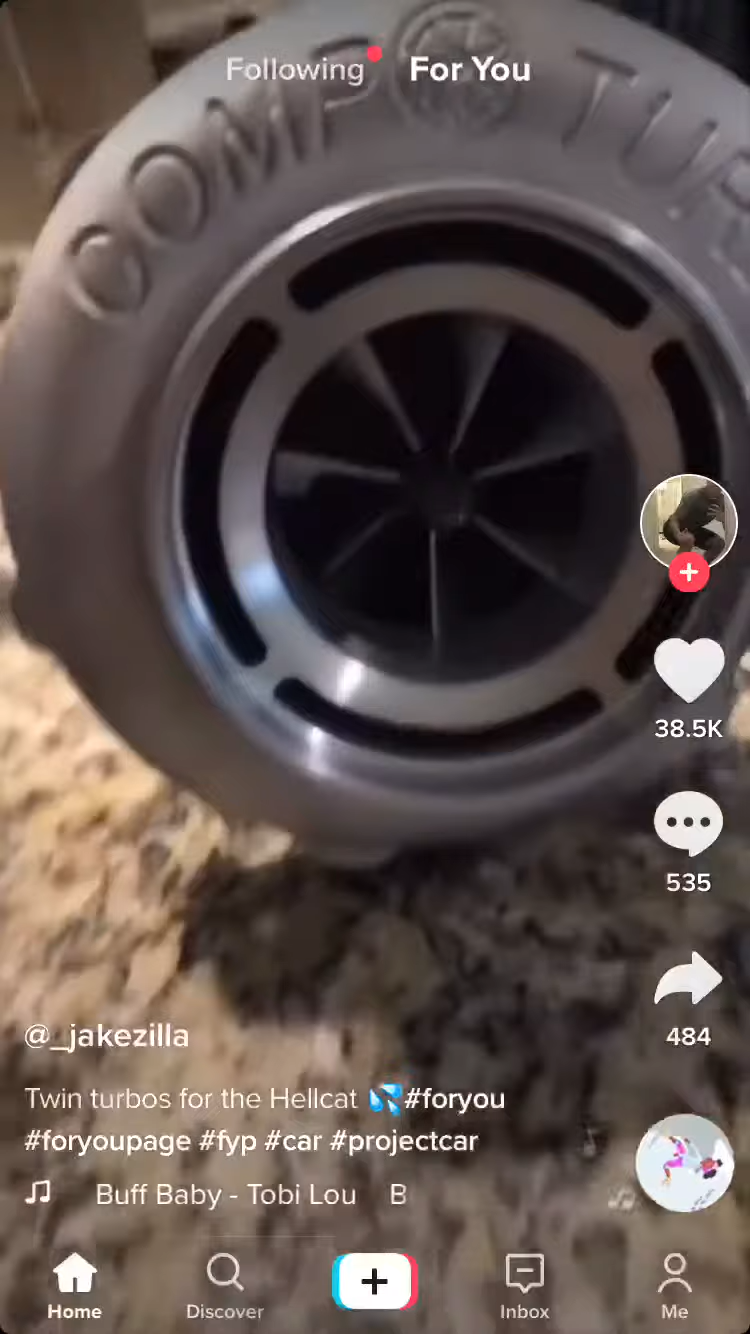 Following For You
COMP TUR
38.5K
535
484
@_jakezilla
Twin turbos for the Hellcat 💦#foryou
#foryoupage #fyp #car #projectcar
Buff Baby - Tobi Lou B
Home Discover Inbox Me